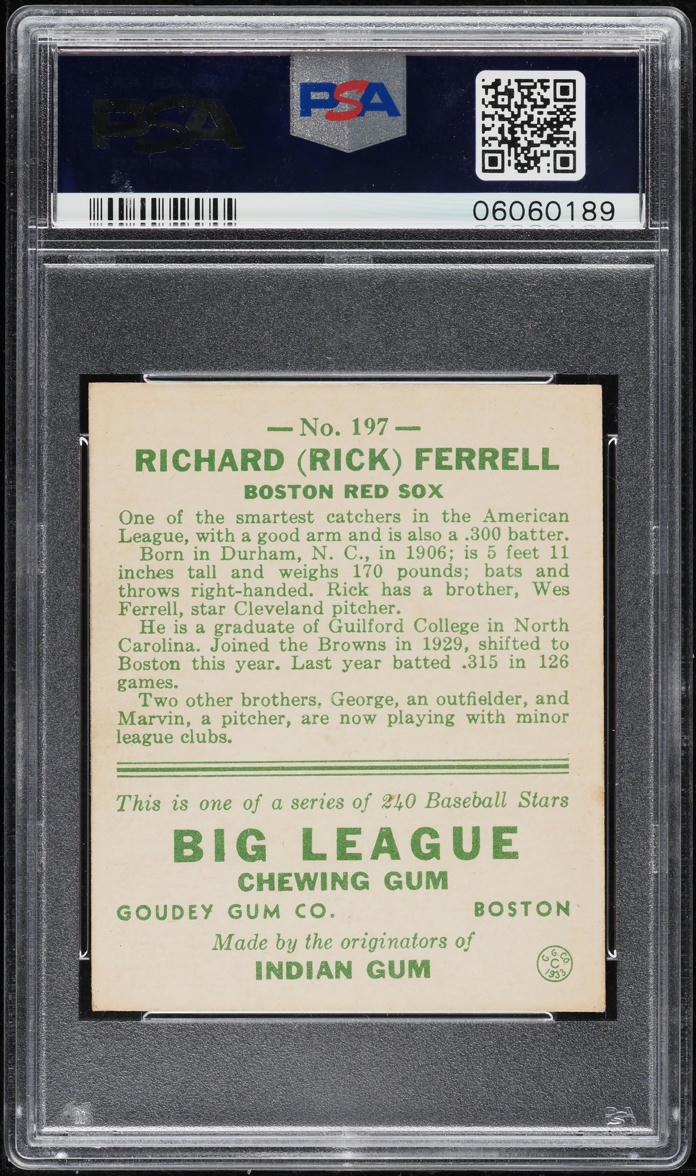 PSA
PSA
06060189
— No. 197 —
RICHARD (RICK) FERRELL
BOSTON RED SOX
One of the smartest catchers in the American
League, with a good arm and is also a .300 batter.
Born in Durham, N. C., in 1906; is 5 feet 11
inches tall and weighs 170 pounds; bats and
throws right-handed. Rick has a brother, Wes
Ferrell, star Cleveland pitcher.
He is a graduate of Guilford College in North
Carolina. Joined the Browns in 1929, shifted to
Boston this year. Last year batted .315 in 126
games.
Two other brothers, George, an outfielder, and
Marvin, a pitcher, are now playing with minor
league clubs.
This is one of a series of 240 Baseball Stars
BIG LEAGUE
CHEWING GUM
GOUDEY GUM CO. BOSTON
Made by the originators of
INDIAN GUM
G. G. CO.
C
1933
PSA